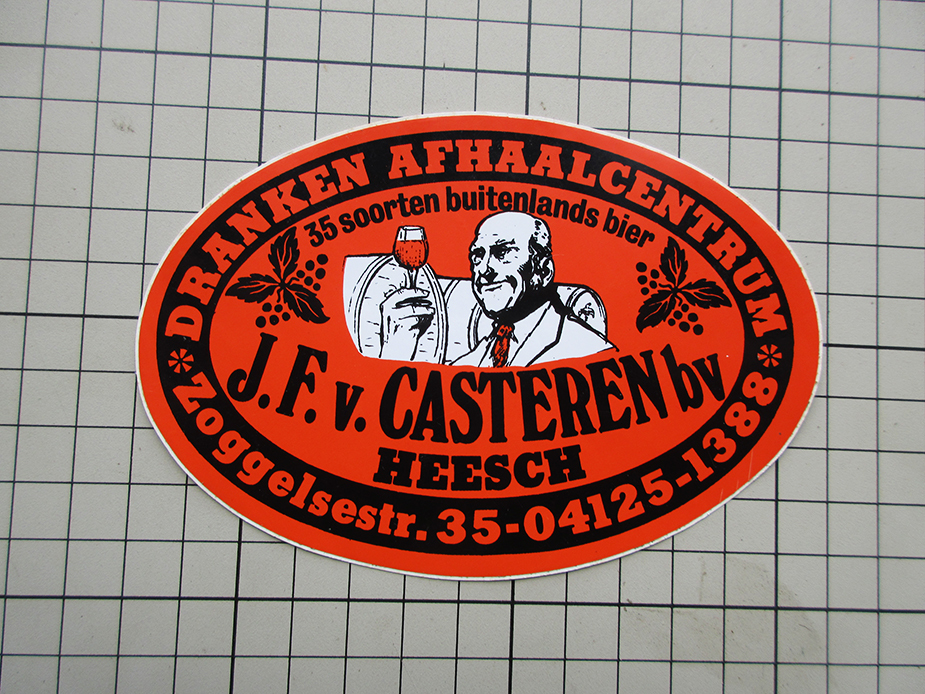 DRANKEN AFHAALCENTRUM
35 soorten buitenlands bier
J.F. v. CASTEREN bv
HEESCH
zoggelsestr. 35-04125-1388